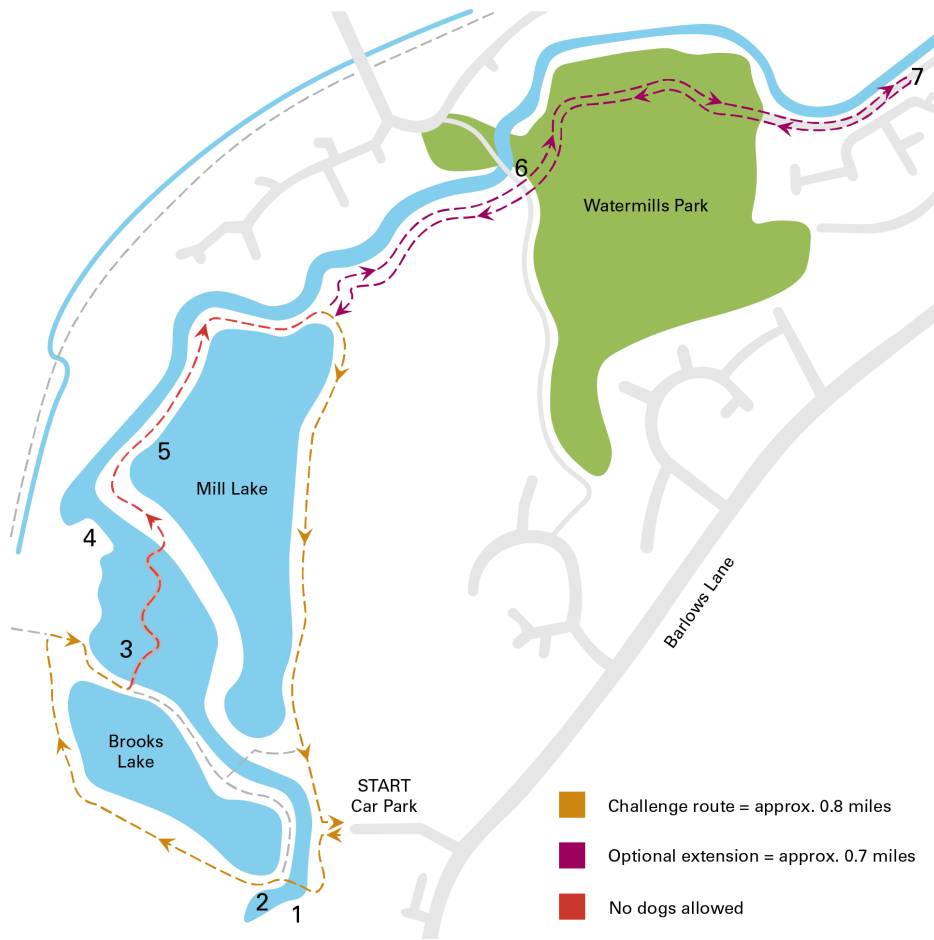 7
6
Watermills Park
5
Mill Lake
4
Barlows Lane
3
Brooks
Lake
START
Car Park
2
1
Challenge route = approx. 0.8 miles
Optional extension = approx. 0.7 miles
No dogs allowed